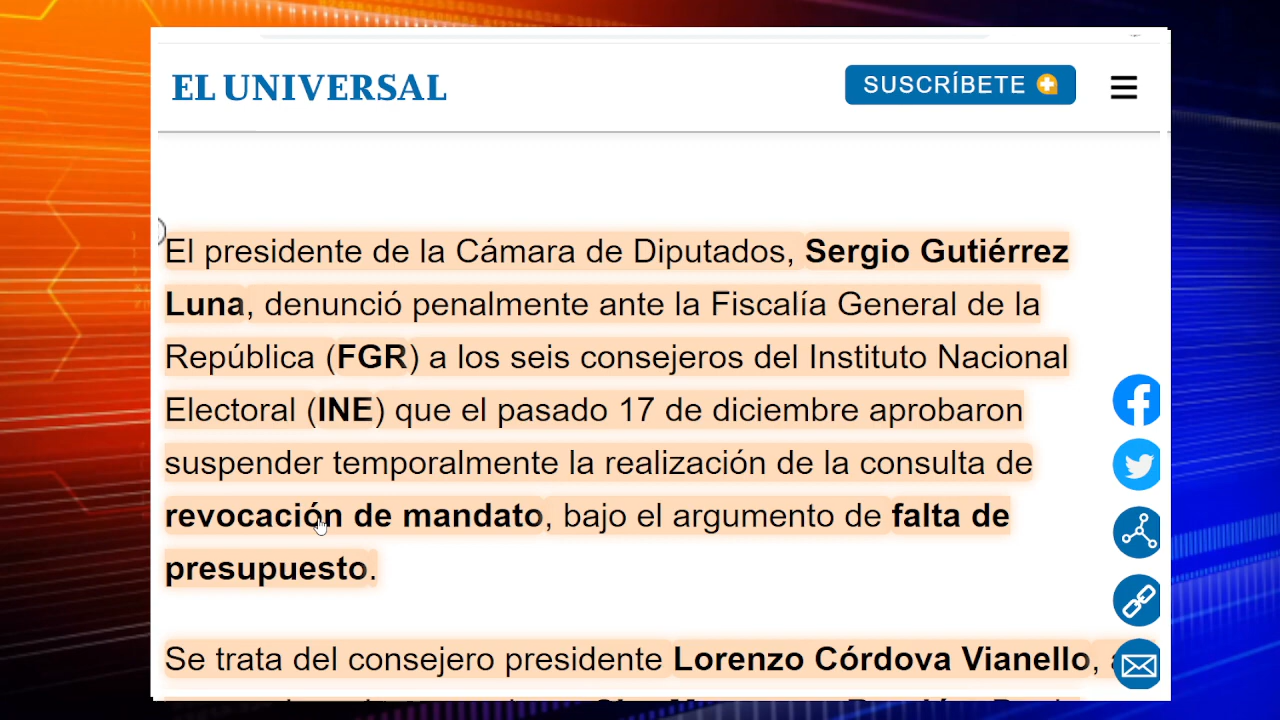 EL UNIVERSAL
SUSCRÍBETE
El presidente de la Cámara de Diputados, Sergio Gutiérrez
Luna, denunció penalmente ante la Fiscalía General de la
República (FGR) a los seis consejeros del Instituto Nacional
Electoral (INE) que el pasado 17 de diciembre aprobaron
suspender temporalmente la realización de la consulta de
revocación de mandato, bajo el argumento de falta de
presupuesto.
Se trata del consejero presidente Lorenzo Córdova Vianello,